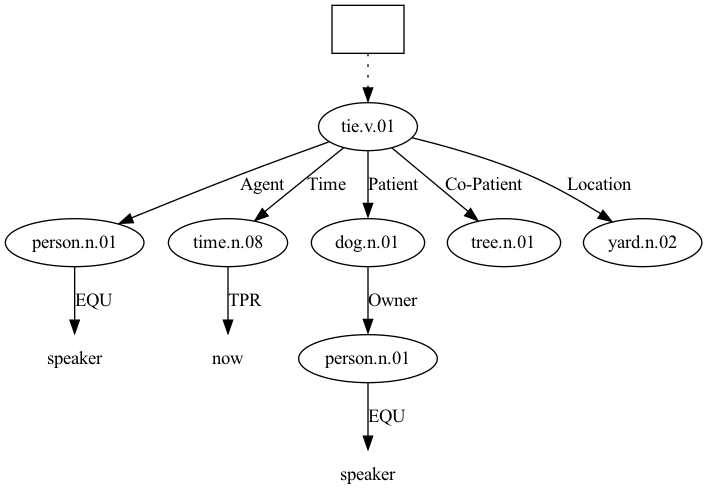 tie.v.01
Agent Time Patient Co-Patient Location
person.n.01 time.n.08 dog.n.01 tree.n.01 yard.n.02
EQU TPR Owner
speaker now person.n.01
EQU
speaker